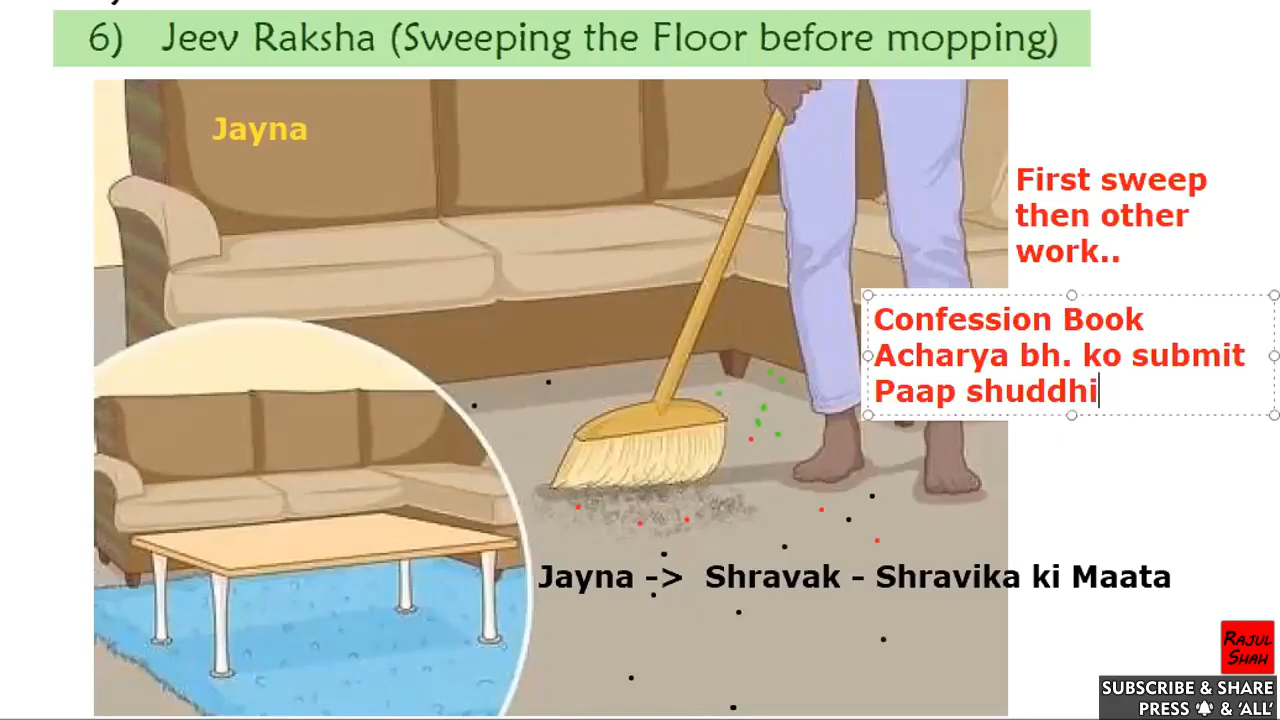 6) Jeev Raksha (Sweeping the Floor before mopping)
Jayna
First sweep
then other
work..
Confession Book
Acharya bh. ko submit
Paap shuddhi
Jayna -> Shravak - Shravika ki Maata
RAJUL
SHAH
SUBSCRIBE & SHARE
PRESS & 'ALL'